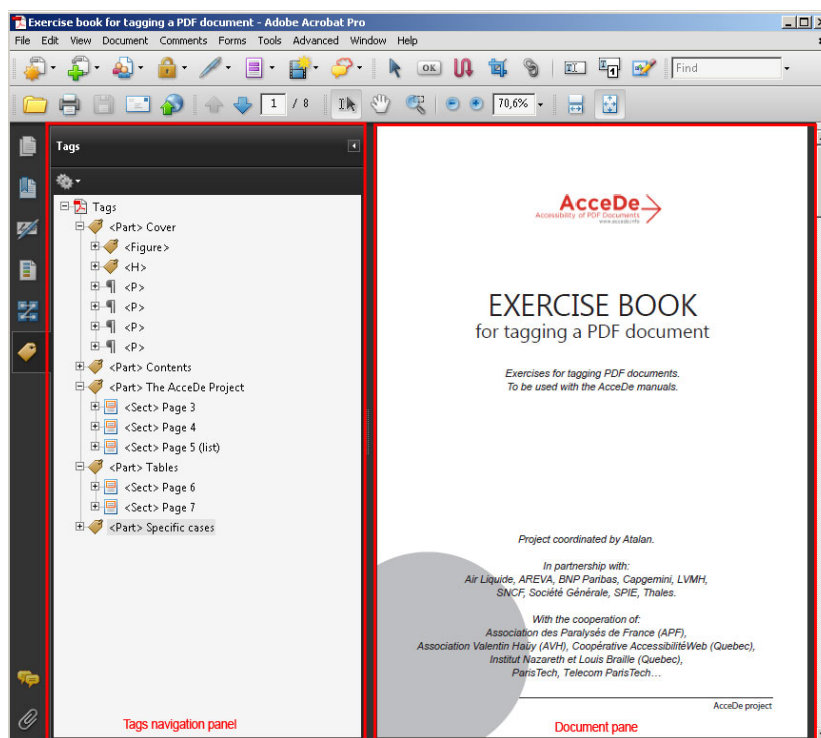 Exercise book for tagging a PDF document - Adobe Acrobat Pro
File Edit View Document Comments Forms Tools Advanced Window Help
OK
Find
1 / 8
70,6%
Tags
Tags
<Part> Cover
<Figure>
<H>
<P>
<P>
<P>
<P>
<Part> Contents
<Part> The AcceDe Project
<Sect> Page 3
<Sect> Page 4
<Sect> Page 5 (list)
<Part> Tables
<Sect> Page 6
<Sect> Page 7
<Part> Specific cases
Tags navigation panel
AcceDe
Accessibility of PDF Documents
www.accede.info
EXERCISE BOOK
for tagging a PDF document
Exercises for tagging PDF documents.
To be used with the AcceDe manuals.
Project coordinated by Atalan.
In partnership with:
Air Liquide, AREVA, BNP Paribas, Capgemini, LVMH,
SNCF, Société Générale, SPIE, Thales.
With the cooperation of:
Association des Paralysés de France (APF),
Association Valentin Haüy (AVH), Coopérative AccessibilitéWeb (Quebec),
Institut Nazareth et Louis Braille (Quebec),
ParisTech, Telecom ParisTech…
AcceDe project
Document pane